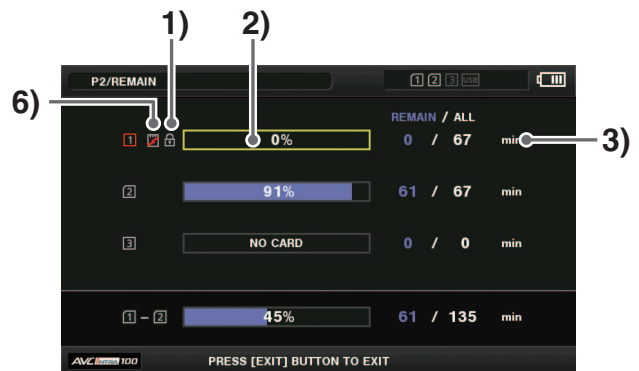 1) 2)
P2/REMAIN 1 2 3 USB
6) REMAIN / ALL
1 0% 0 / 67 min 3)
2 91% 61 / 67 min
3 NO CARD 0 / 0 min
1 – 2 45% 61 / 135 min
AVC INTRA 100 PRESS [EXIT] BUTTON TO EXIT